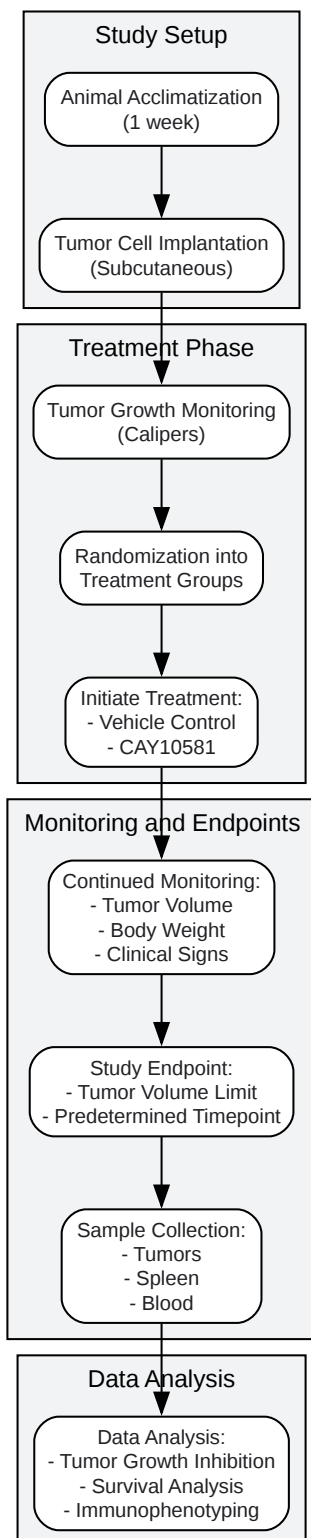 Study Setup
Animal Acclimatization
(1 week)
Tumor Cell Implantation
(Subcutaneous)
Treatment Phase
Tumor Growth Monitoring
(Calipers)
Randomization into
Treatment Groups
Initiate Treatment:
- Vehicle Control
- CAY10581
Monitoring and Endpoints
Continued Monitoring:
- Tumor Volume
- Body Weight
- Clinical Signs
Study Endpoint:
- Tumor Volume Limit
- Predetermined Timepoint
Sample Collection:
- Tumors
- Spleen
- Blood
Data Analysis
Data Analysis:
- Tumor Growth Inhibition
- Survival Analysis
- Immunophenotyping